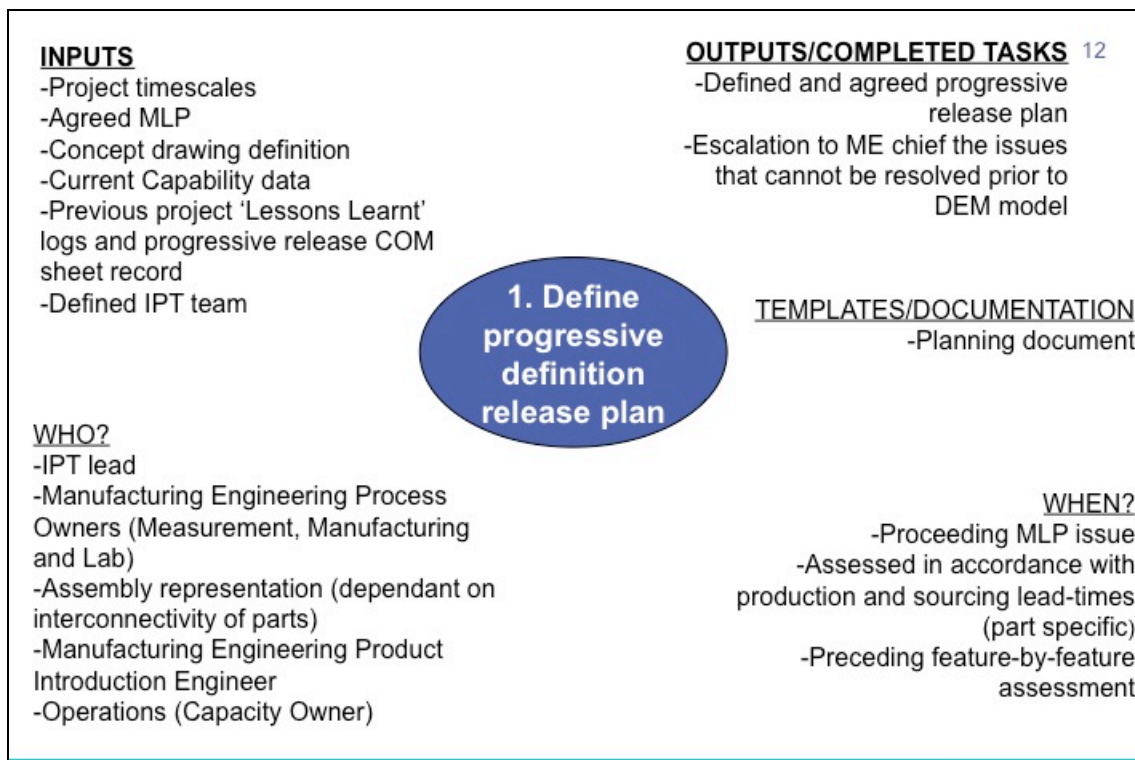 INPUTS
-Project timescales
-Agreed MLP
-Concept drawing definition
-Current Capability data
-Previous project ‘Lessons Learnt’
logs and progressive release COM
sheet record
-Defined IPT team
OUTPUTS/COMPLETED TASKS 12
-Defined and agreed progressive
release plan
-Escalation to ME chief the issues
that cannot be resolved prior to
DEM model
1. Define
progressive
definition
release plan
TEMPLATES/DOCUMENTATION
-Planning document
WHO?
-IPT lead
-Manufacturing Engineering Process
Owners (Measurement, Manufacturing
and Lab)
-Assembly representation (dependant on
interconnectivity of parts)
-Manufacturing Engineering Product
Introduction Engineer
-Operations (Capacity Owner)
WHEN?
-Proceeding MLP issue
-Assessed in accordance with
production and sourcing lead-times
(part specific)
-Preceding feature-by-feature
assessment